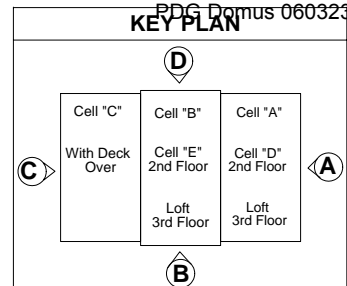 PDG Domus 060323
KEY PLAN
D
Cell "C"
With Deck
Over
Cell "B"
Cell "E"
2nd Floor
Loft
3rd Floor
Cell "A"
Cell "D"
2nd Floor
Loft
3rd Floor
C
A
B